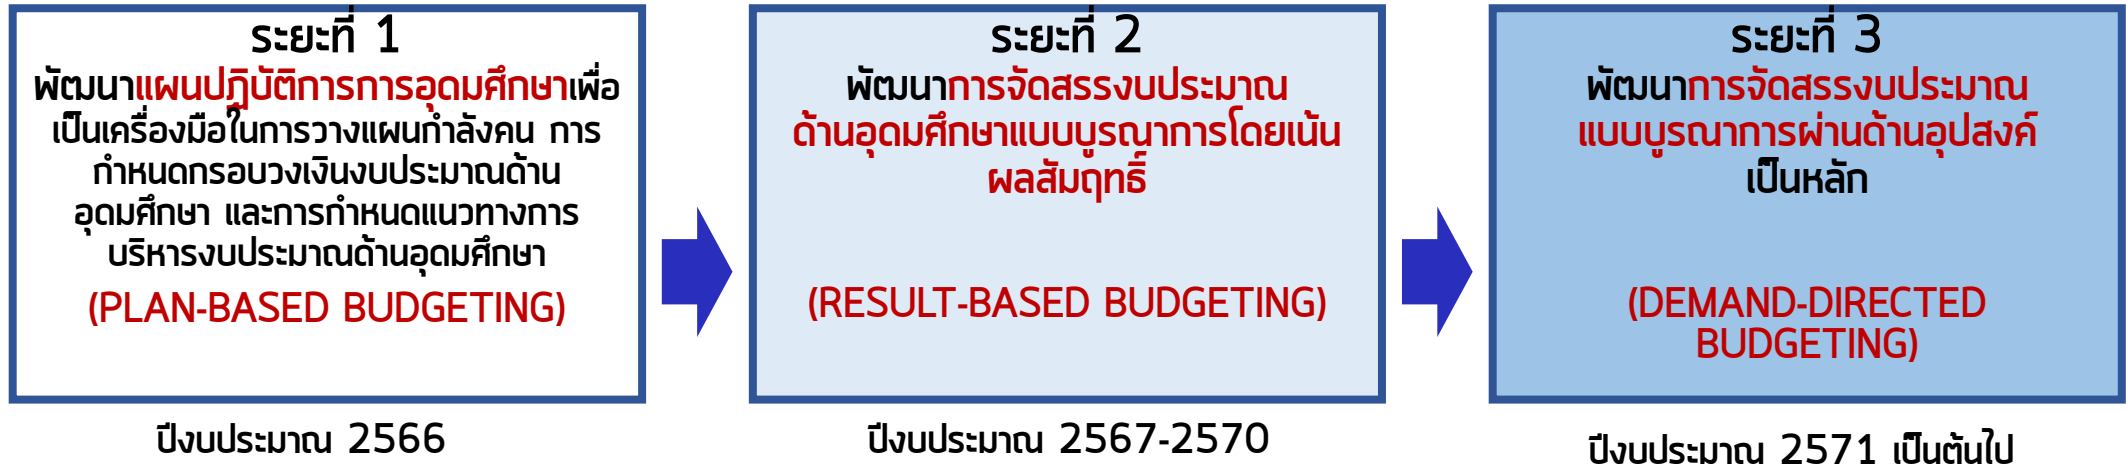 ระยะที่ 1
พัฒนาแผนปฏิบัติการการอุดมศึกษาเพื่อ
เป็นเครื่องมือในการวางแผนกำลังคน การ
กำหนดกรอบวงเงินงบประมาณด้าน
อุดมศึกษา และการกำหนดแนวทางการ
บริหารงบประมาณด้านอุดมศึกษา
(PLAN-BASED BUDGETING)
ปีงบประมาณ 2566
ระยะที่ 2
พัฒนาการจัดสรรงบประมาณ
ด้านอุดมศึกษาแบบบูรณาการโดยเน้น
ผลสัมฤทธิ์
(RESULT-BASED BUDGETING)
ปีงบประมาณ 2567-2570
ระยะที่ 3
พัฒนาการจัดสรรงบประมาณ
แบบบูรณาการผ่านด้านอุปสงค์
เป็นหลัก
(DEMAND-DIRECTED
BUDGETING)
ปีงบประมาณ 2571 เป็นต้นไป